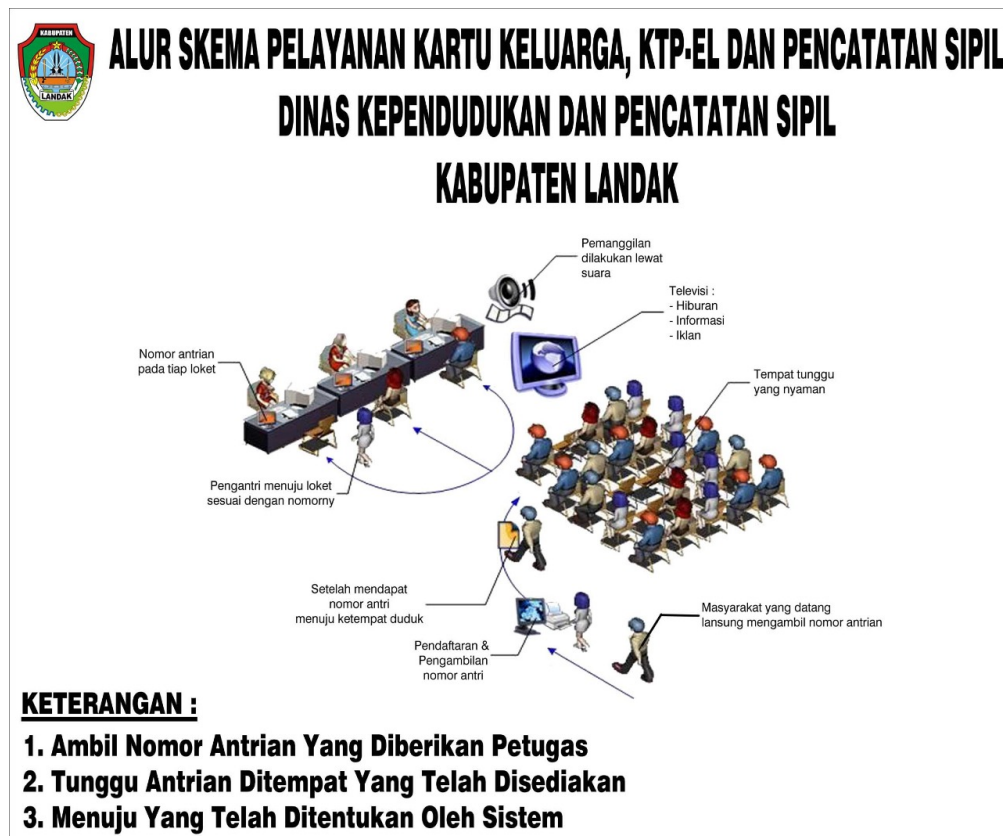 KABUPATEN
LANDAK
ALUR SKEMA PELAYANAN KARTU KELUARGA, KTP-EL DAN PENCATATAN SIPIL
DINAS KEPENDUDUKAN DAN PENCATATAN SIPIL
KABUPATEN LANDAK
Pemanggilan
dilakukan lewat
suara
Televisi :
- Hiburan
- Informasi
- Iklan
Nomor antrian
pada tiap loket
Tempat tunggu
yang nyaman
Pengantri menuju loket
sesuai dengan nomorny
Setelah mendapat
nomor antri
menuju ketempat duduk
Masyarakat yang datang
lansung mengambil nomor antrian
Pendaftaran &
Pengambilan
nomor antri
KETERANGAN :
1. Ambil Nomor Antrian Yang Diberikan Petugas
2. Tunggu Antrian Ditempat Yang Telah Disediakan
3. Menuju Yang Telah Ditentukan Oleh Sistem